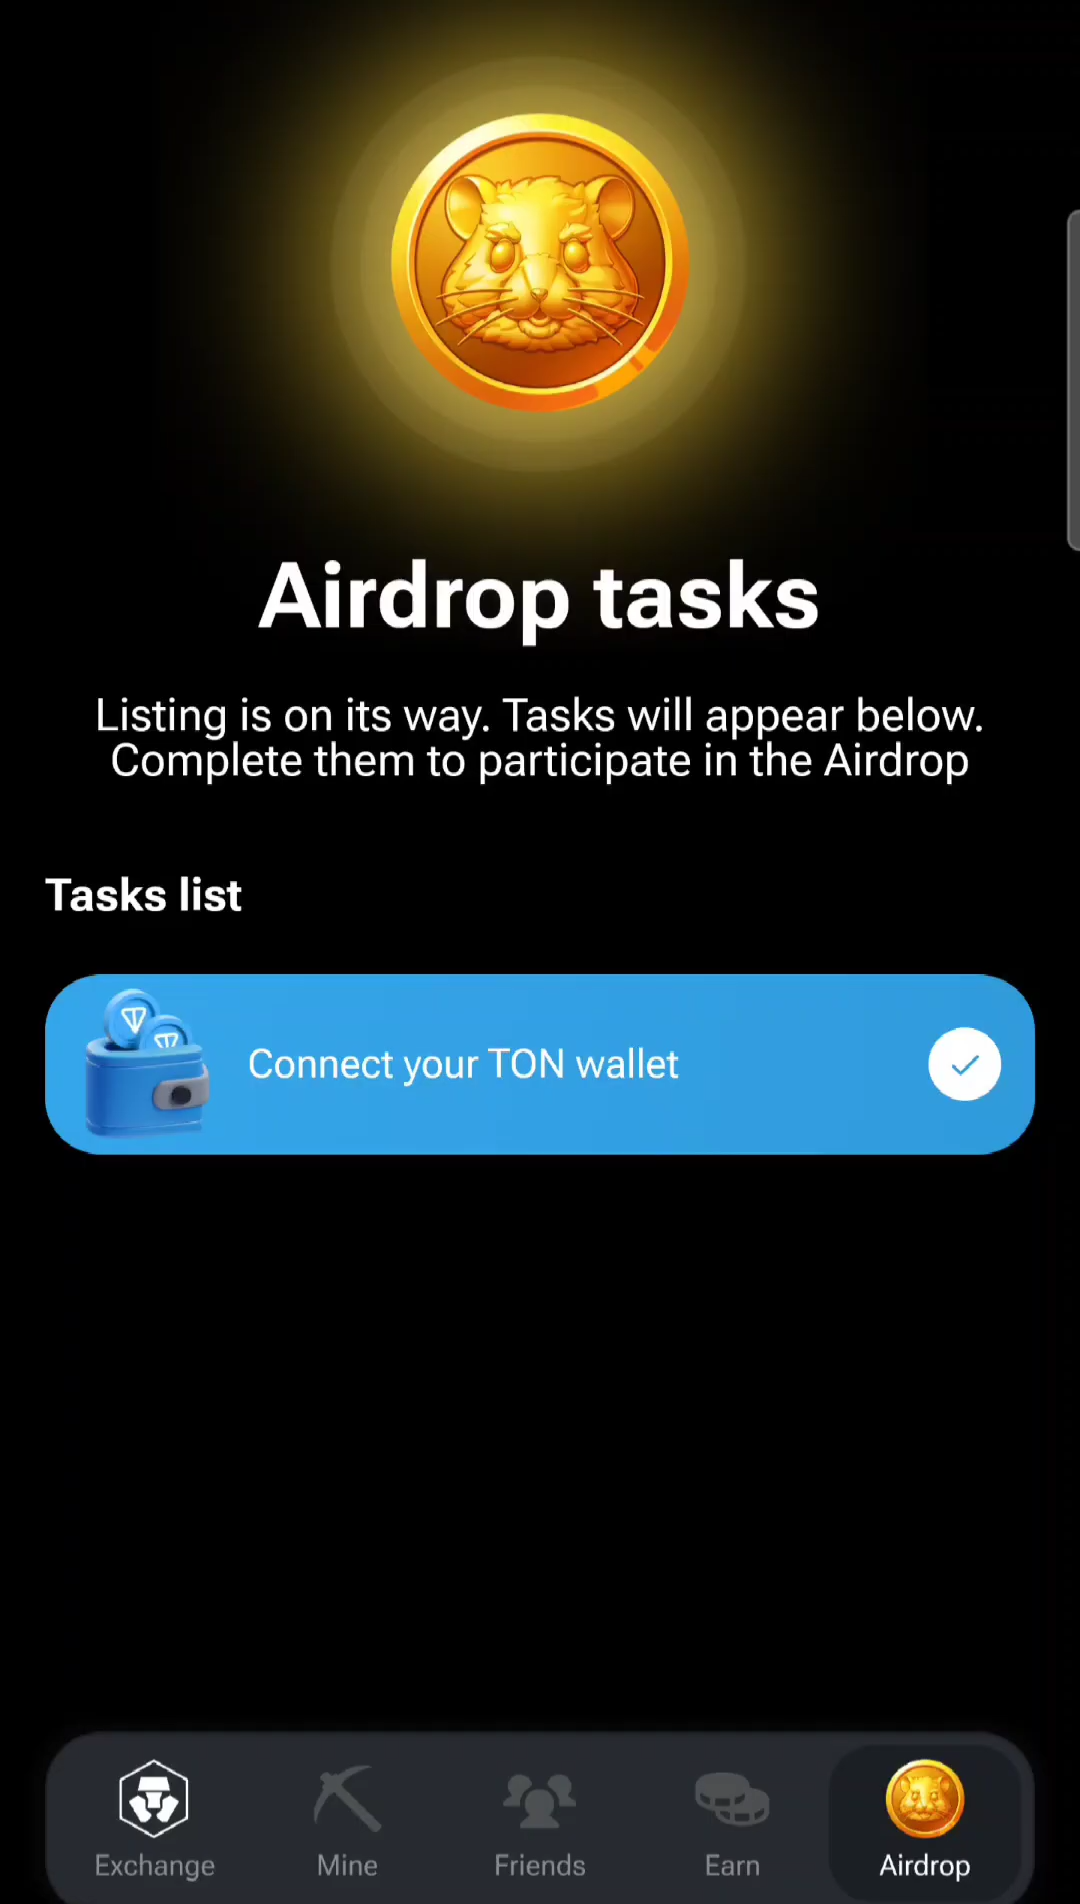 Airdrop tasks
Listing is on its way. Tasks will appear below.
Complete them to participate in the Airdrop
Tasks list
Connect your TON wallet
Exchange
Mine
Friends
Earn
Airdrop